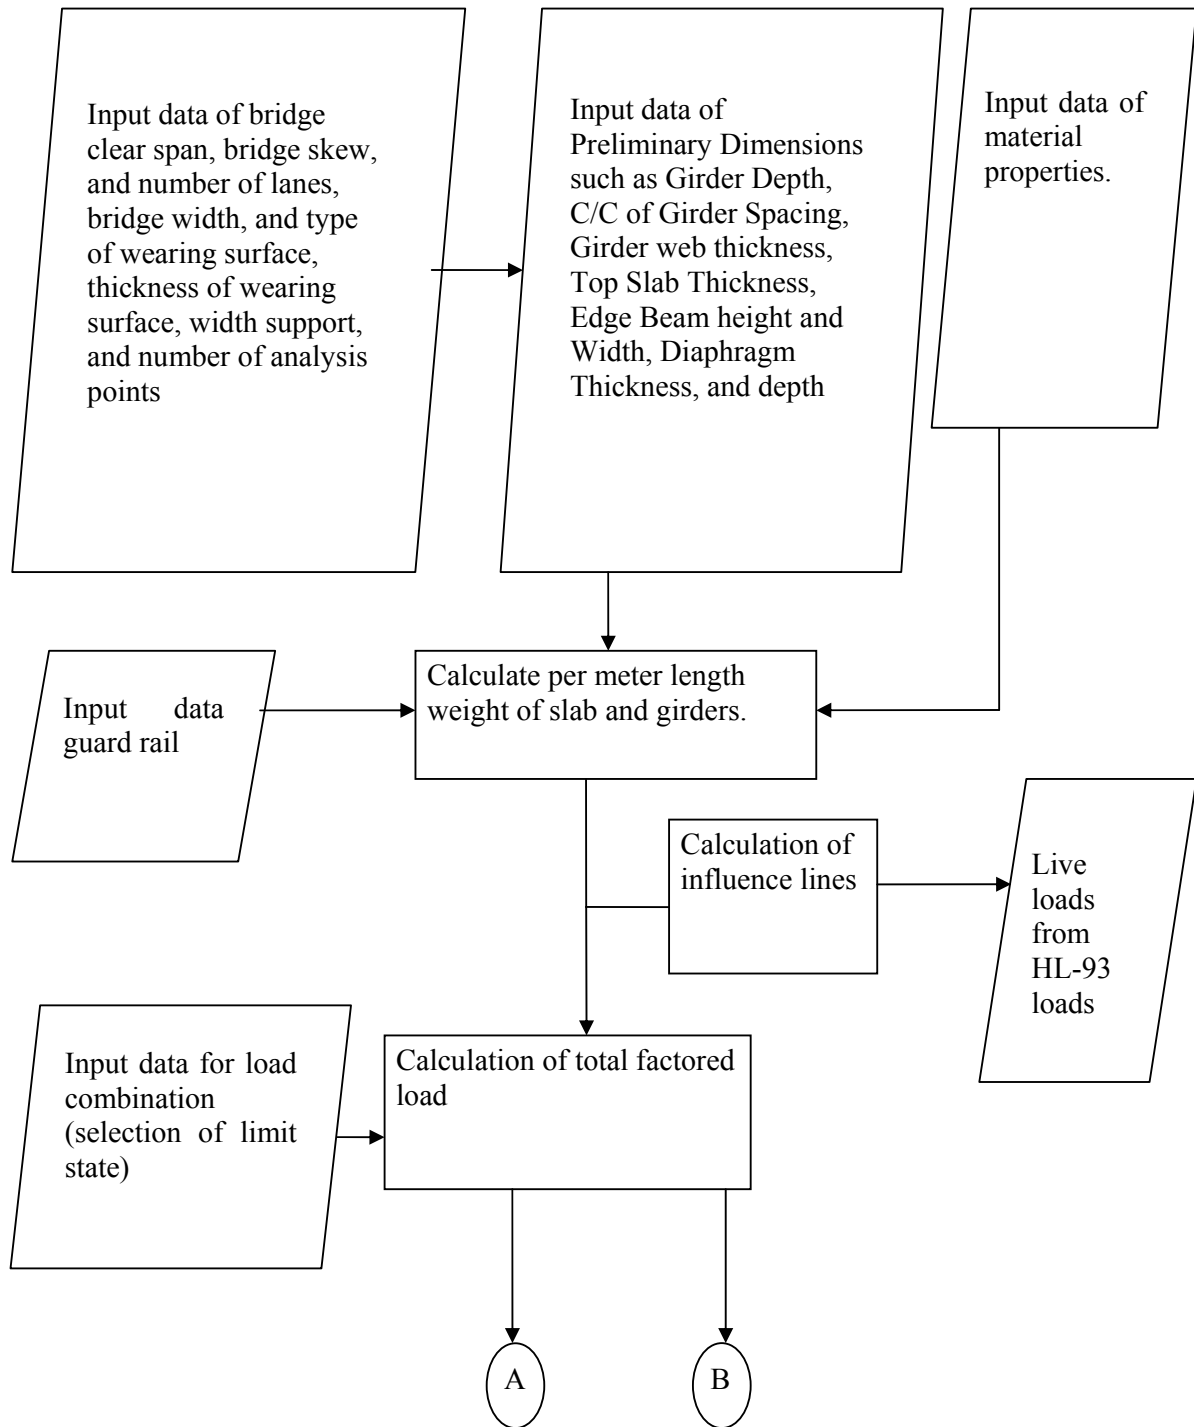 Input data of bridge
clear span, bridge skew,
and number of lanes,
bridge width, and type
of wearing surface,
thickness of wearing
surface, width support,
and number of analysis
points
Input data of
Preliminary Dimensions
such as Girder Depth,
C/C of Girder Spacing,
Girder web thickness,
Top Slab Thickness,
Edge Beam height and
Width, Diaphragm
Thickness, and depth
Input data of
material
properties.
Input data
guard rail
Calculate per meter length
weight of slab and girders.
Calculation of
influence lines
Live
loads
from
HL-93
loads
Input data for load
combination
(selection of limit
state)
Calculation of total factored
load
A
B